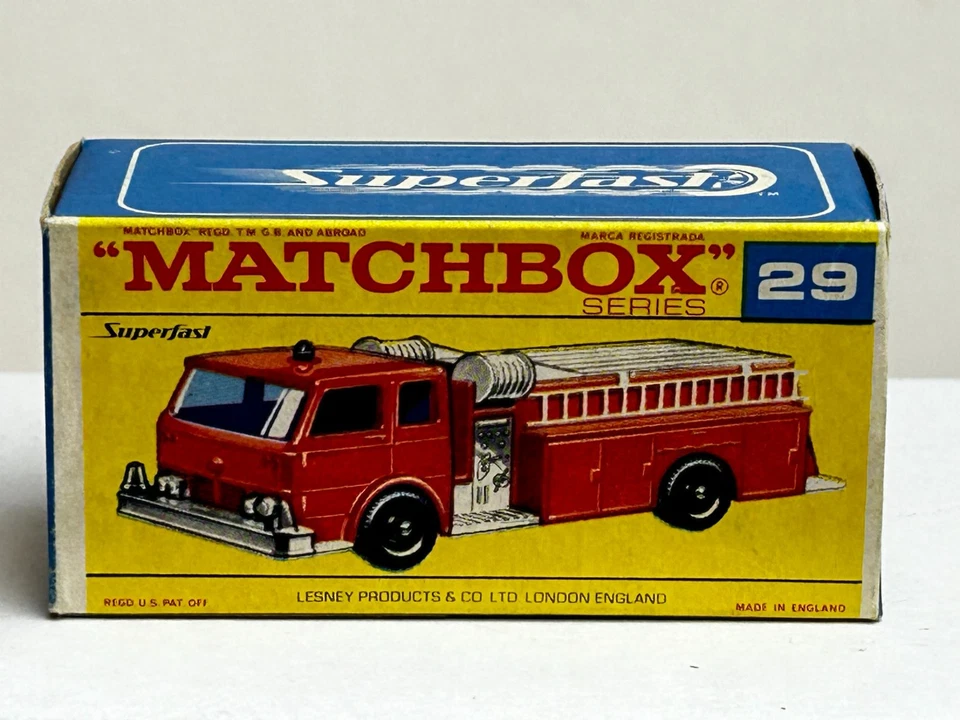 Superfast TM
"MATCHBOX" REGD. T.M. G.B. AND ABROAD MARCA REGISTRADA
"MATCHBOX" ®
SERIES
29
Superfast
REGD U.S. PAT. OFF LESNEY PRODUCTS & CO LTD LONDON ENGLAND MADE IN ENGLAND